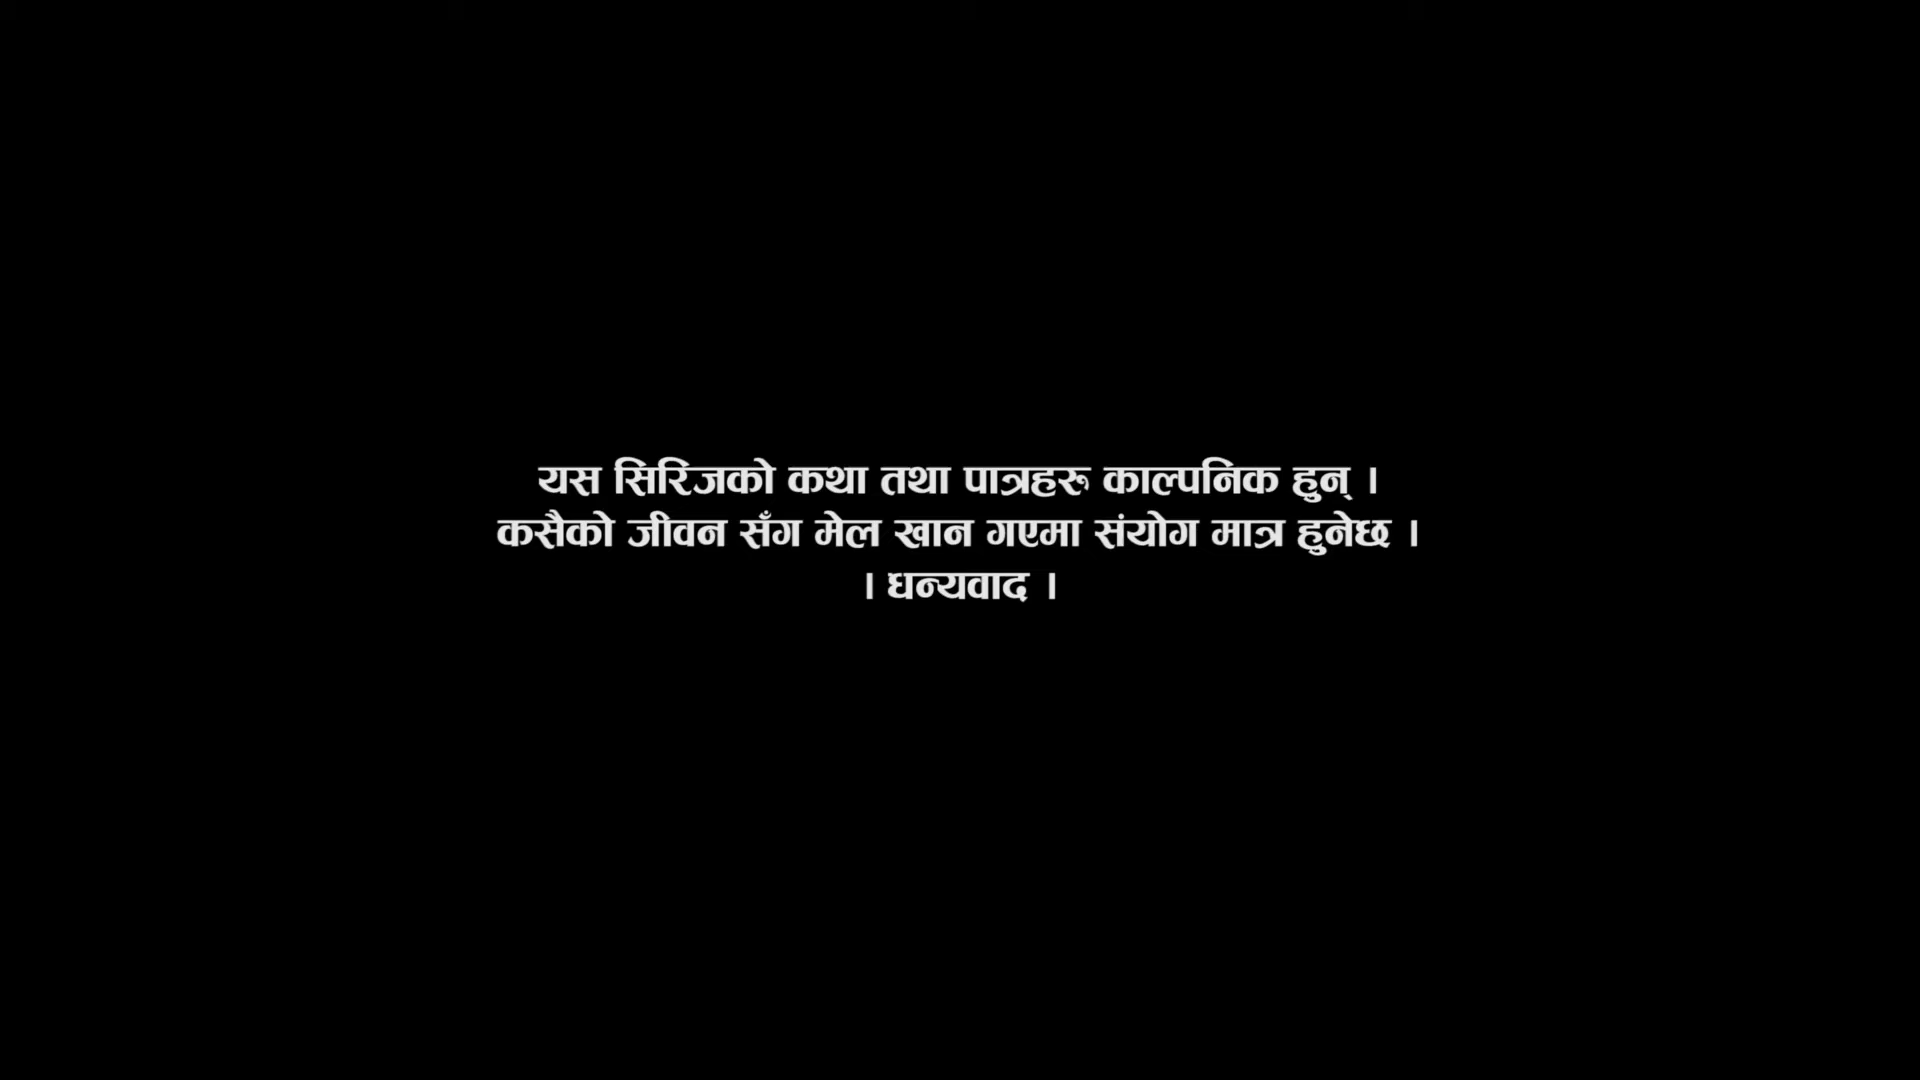 यस सिरिजको कथा तथा पात्रहरू काल्पनिक हुन् ।
कसैको जीवन सँग मेल खान गएमा संयोग मात्र हुनेछ ।
। धन्यवाद ।